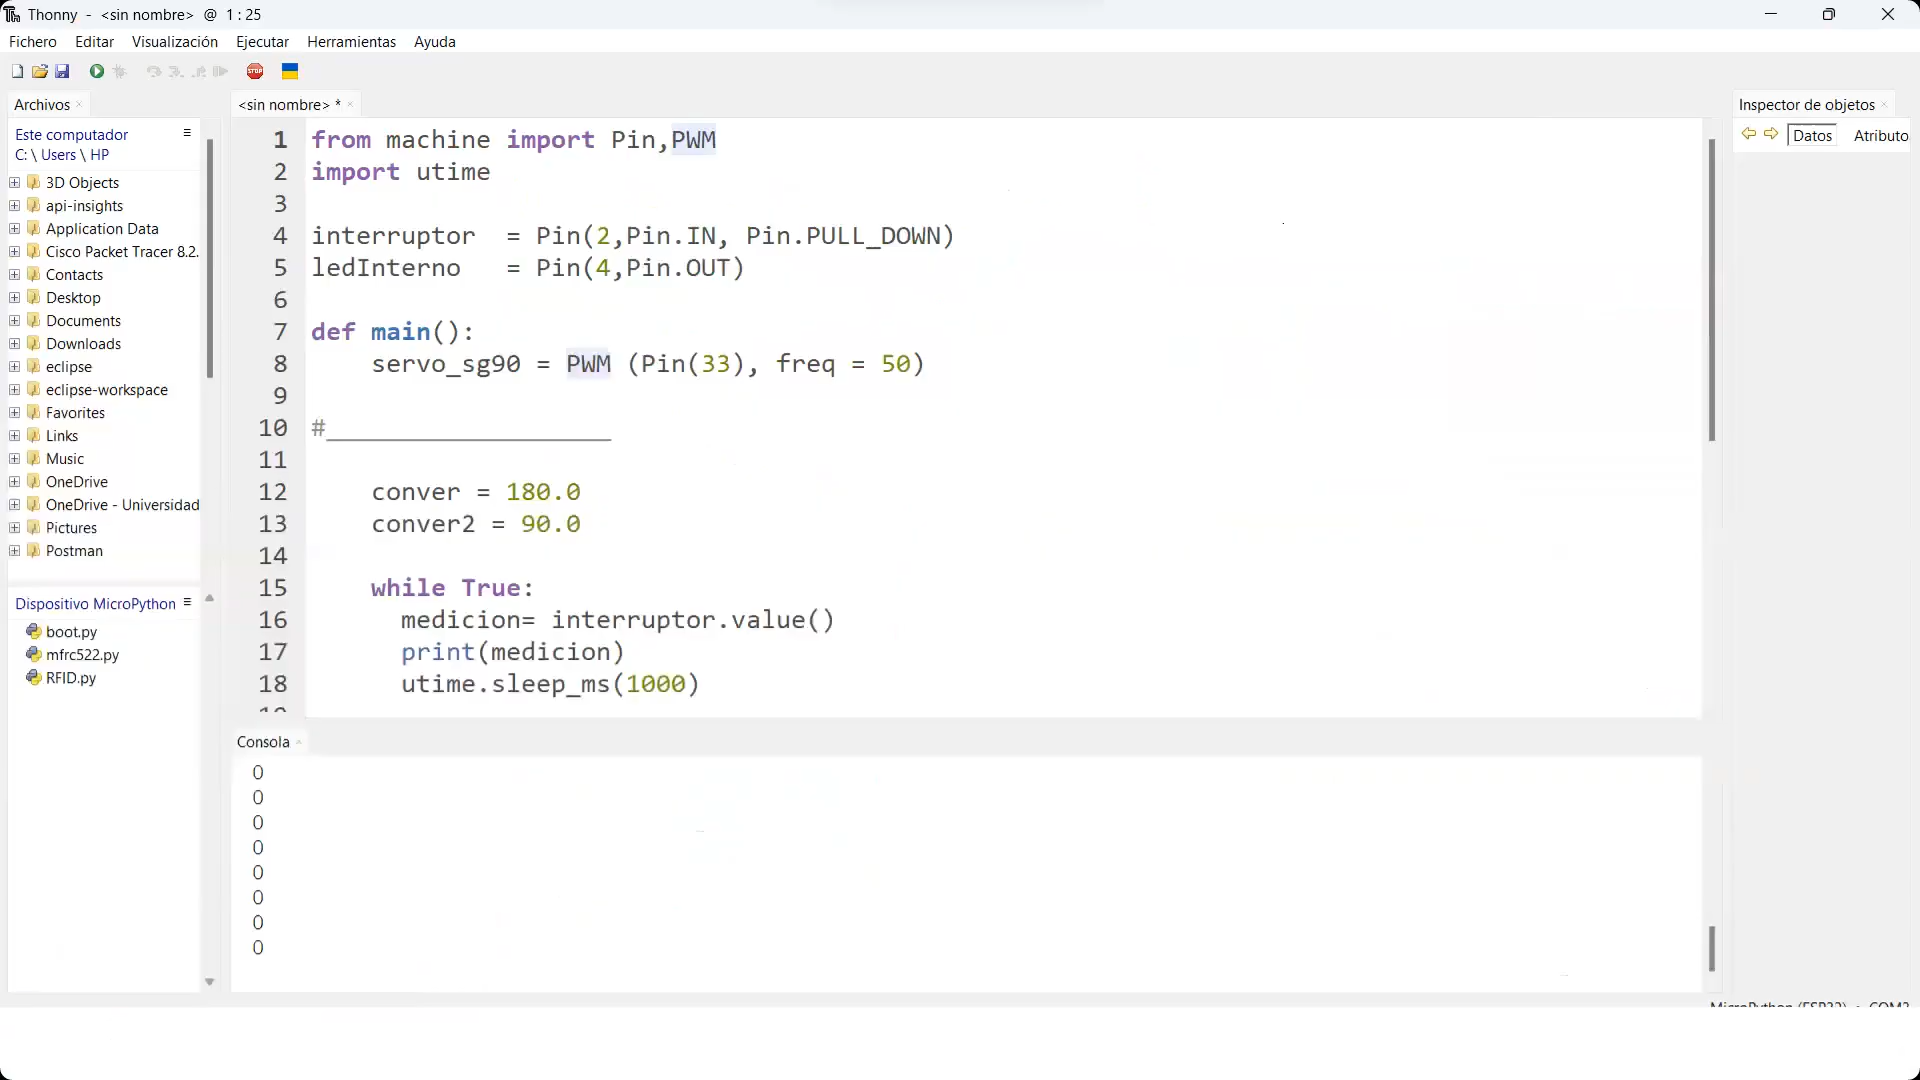 Thonny - <sin nombre> @ 1 : 25
Fichero Editar Visualización Ejecutar Herramientas Ayuda
STOP
Archivos
Este computador
C: \ Users \ HP
3D Objects
api-insights
Application Data
Cisco Packet Tracer 8.2.
Contacts
Desktop
Documents
Downloads
eclipse
eclipse-workspace
Favorites
Links
Music
OneDrive
OneDrive - Universidad
Pictures
Postman
Dispositivo MicroPython
boot.py
mfrc522.py
RFID.py
<sin nombre> *
1 from machine import Pin,PWM
2 import utime
3
4 interruptor  = Pin(2,Pin.IN, Pin.PULL_DOWN)
5 ledInterno   = Pin(4,Pin.OUT)
6
7 def main():
8     servo_sg90 = PWM (Pin(33), freq = 50)
9
10 #___________________
11
12     conver = 180.0
13     conver2 = 90.0
14
15     while True:
16       medicion= interruptor.value()
17       print(medicion)
18       utime.sleep_ms(1000)
Consola
0
0
0
0
0
0
0
0
Inspector de objetos
Datos Atributo
MicroPython (ESP32) • COM3